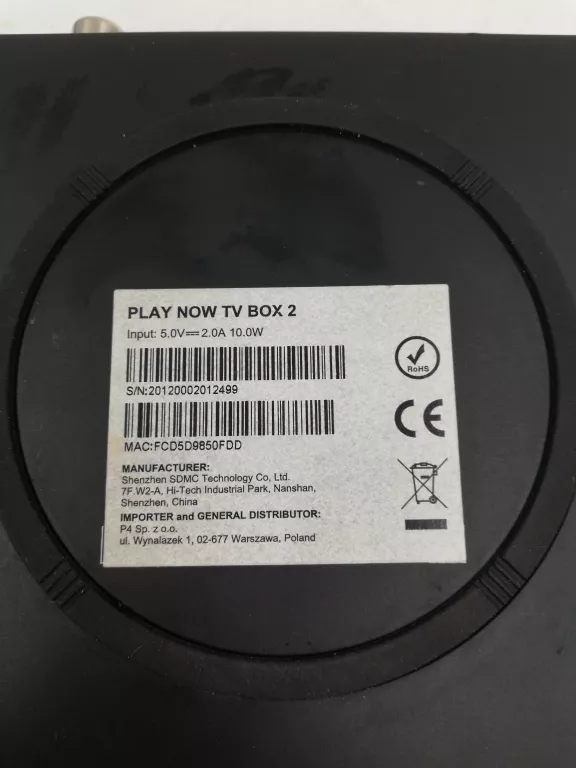 PLAY NOW TV BOX 2
Input: 5.0V⎓2.0A 10.0W
S/N:20120002012499
MAC:FCD5D9850FDD
MANUFACTURER:
Shenzhen SDMC Technology Co, Ltd.
7F.W2-A, Hi-Tech Industrial Park, Nanshan,
Shenzhen, China
IMPORTER and GENERAL DISTRIBUTOR:
P4 Sp. z o.o.
ul. Wynalazek 1, 02-677 Warszawa, Poland
RoHS
CE